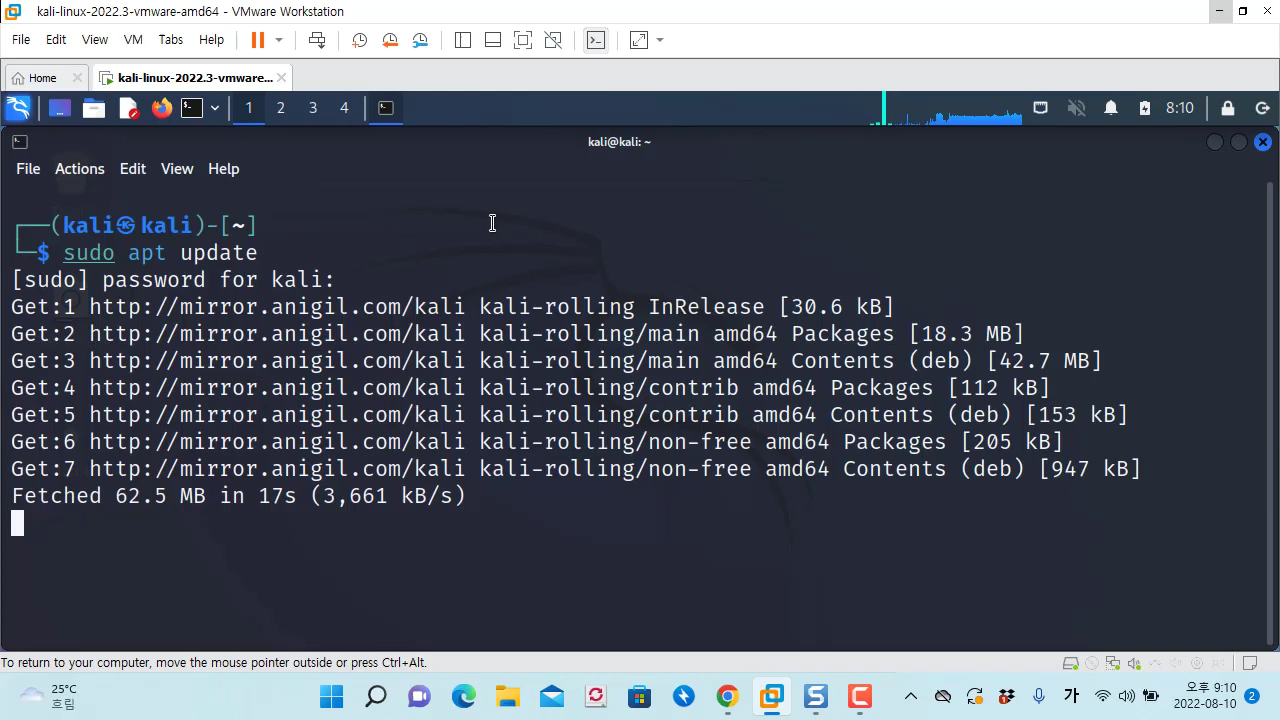 kali-linux-2022.3-vmware-amd64 - VMware Workstation
File Edit View VM Tabs Help
Home kali-linux-2022.3-vmware...
1 2 3 4 8:10
kali@kali: ~
File Actions Edit View Help
┌──(kali㉿kali)-[~]
└─$ sudo apt update
[sudo] password for kali:
Get:1 http://mirror.anigil.com/kali kali-rolling InRelease [30.6 kB]
Get:2 http://mirror.anigil.com/kali kali-rolling/main amd64 Packages [18.3 MB]
Get:3 http://mirror.anigil.com/kali kali-rolling/main amd64 Contents (deb) [42.7 MB]
Get:4 http://mirror.anigil.com/kali kali-rolling/contrib amd64 Packages [112 kB]
Get:5 http://mirror.anigil.com/kali kali-rolling/contrib amd64 Contents (deb) [153 kB]
Get:6 http://mirror.anigil.com/kali kali-rolling/non-free amd64 Packages [205 kB]
Get:7 http://mirror.anigil.com/kali kali-rolling/non-free amd64 Contents (deb) [947 kB]
Fetched 62.5 MB in 17s (3,661 kB/s)
To return to your computer, move the mouse pointer outside or press Ctrl+Alt.
25°C
흐림
가
오후 9:10
2022-08-10
2